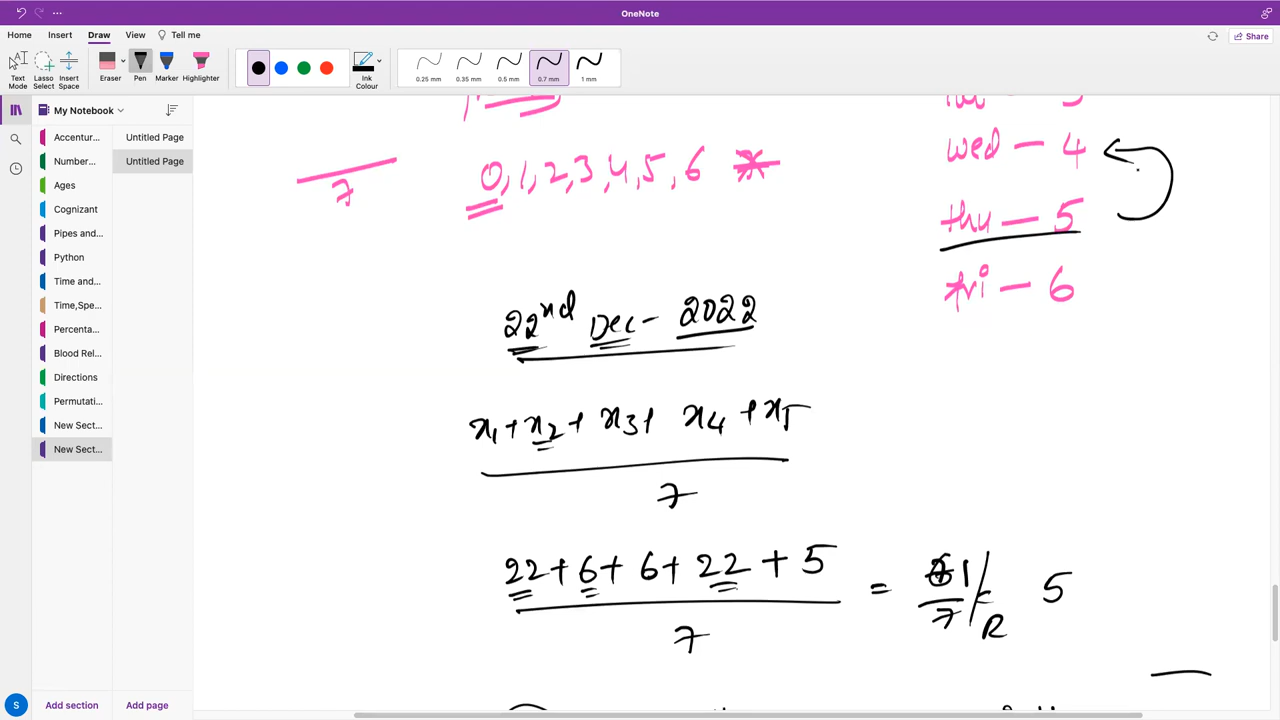 OneNote
Home Insert Draw View Tell me
Share
Text Mode
Lasso Select
Insert Space
Eraser
Pen
Marker
Highlighter
Ink Colour
0.25 mm
0.35 mm
0.5 mm
0.7 mm
1 mm
My Notebook
Accentur...
Number...
Ages
Cognizant
Pipes and...
Python
Time and...
Time,Spe...
Percenta...
Blood Rel...
Directions
Permutati...
New Sect...
New Sect...
Untitled Page
Untitled Page
S
Add section
Add page
7
0, 1, 2, 3, 4, 5, 6
wed — 4
thu — 5
fri — 6
22nd Dec - 2022
x1 + x2 + x3 + x4 + x5
7
22 + 6 + 6 + 22 + 5 = 61 5
7 7 R